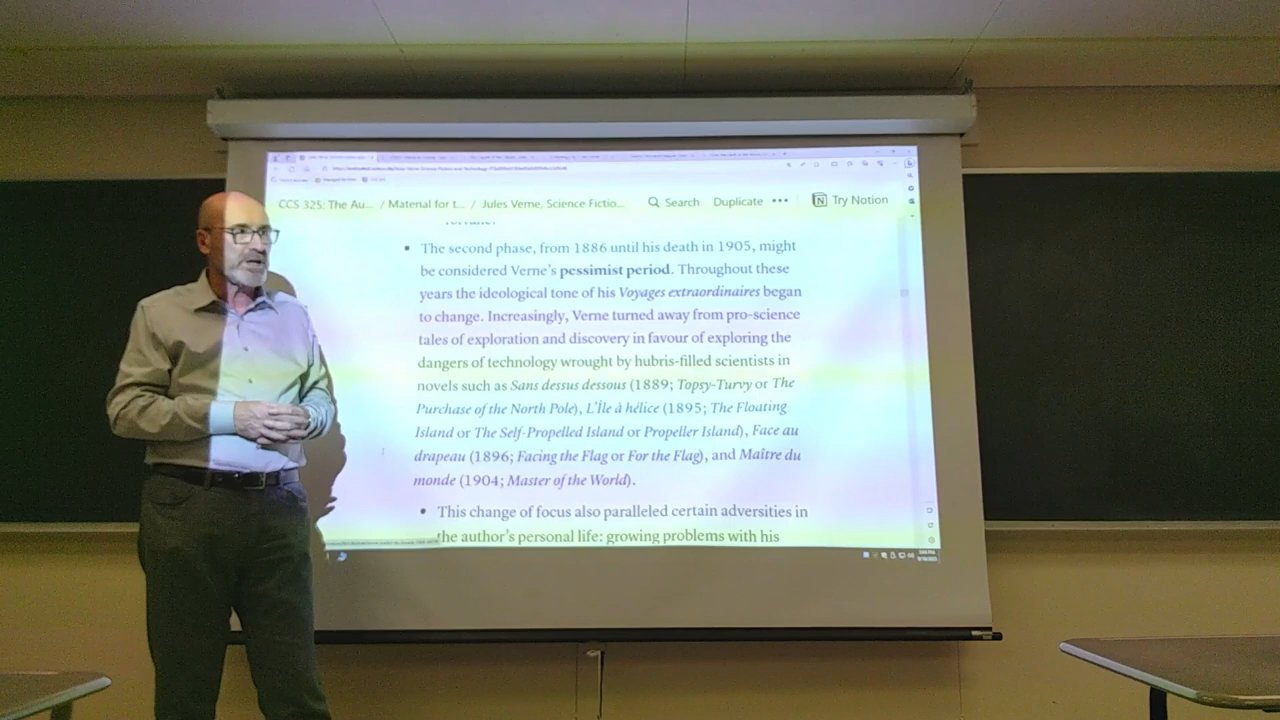 CCS 325: The Au... / Material for t... / Jules Verne, Science Fictio... Search Duplicate ••• Try Notion
▪ The second phase, from 1886 until his death in 1905, might
be considered Verne's pessimist period. Throughout these
years the ideological tone of his Voyages extraordinaires began
to change. Increasingly, Verne turned away from pro-science
tales of exploration and discovery in favour of exploring the
dangers of technology wrought by hubris-filled scientists in
novels such as Sans dessus dessous (1889; Topsy-Turvy or The
Purchase of the North Pole), L'Île à hélice (1895; The Floating
Island or The Self-Propelled Island or Propeller Island), Face au
drapeau (1896; Facing the Flag or For the Flag), and Maître du
monde (1904; Master of the World).
• This change of focus also paralleled certain adversities in
the author's personal life: growing problems with his